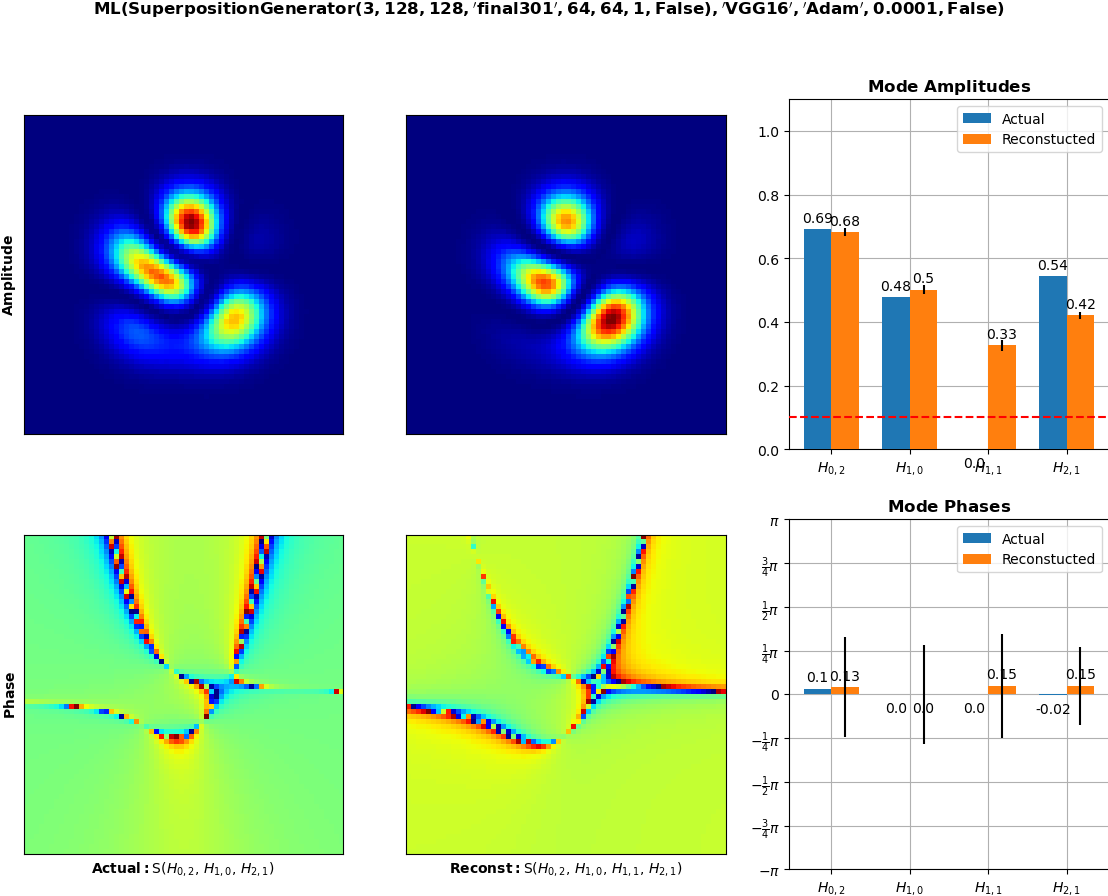 ML(SuperpositionGenerator(3, 128, 128, ′final301′, 64, 64, 1, False), ′VGG16′, ′Adam′, 0.0001, False)
Amplitude
Mode Amplitudes
Actual
Reconstucted
1.0
0.8
0.6
0.4
0.2
0.0
0.69
0.68
0.48
0.5
0.0
0.33
0.54
0.42
H0, 2
H1, 0
H1, 1
H2, 1
Phase
Actual: S(H0, 2, H1, 0, H2, 1)
Reconst: S(H0, 2, H1, 0, H1, 1, H2, 1)
Mode Phases
Actual
Reconstucted
π
3/4π
1/2π
1/4π
0
−1/4π
−1/2π
−3/4π
−π
0.1
0.13
0.0
0.0
0.0
0.15
-0.02
0.15
H0, 2
H1, 0
H1, 1
H2, 1